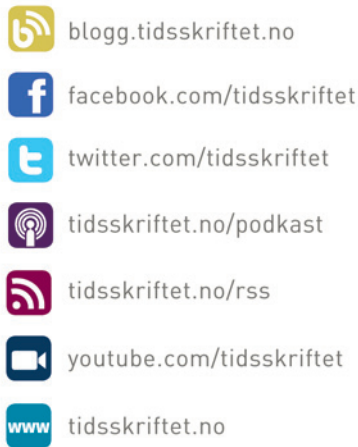 blogg.tidsskriftet.no
facebook.com/tidsskriftet
twitter.com/tidsskriftet
tidsskriftet.no/podkast
tidsskriftet.no/rss
youtube.com/tidsskriftet
www tidsskriftet.no